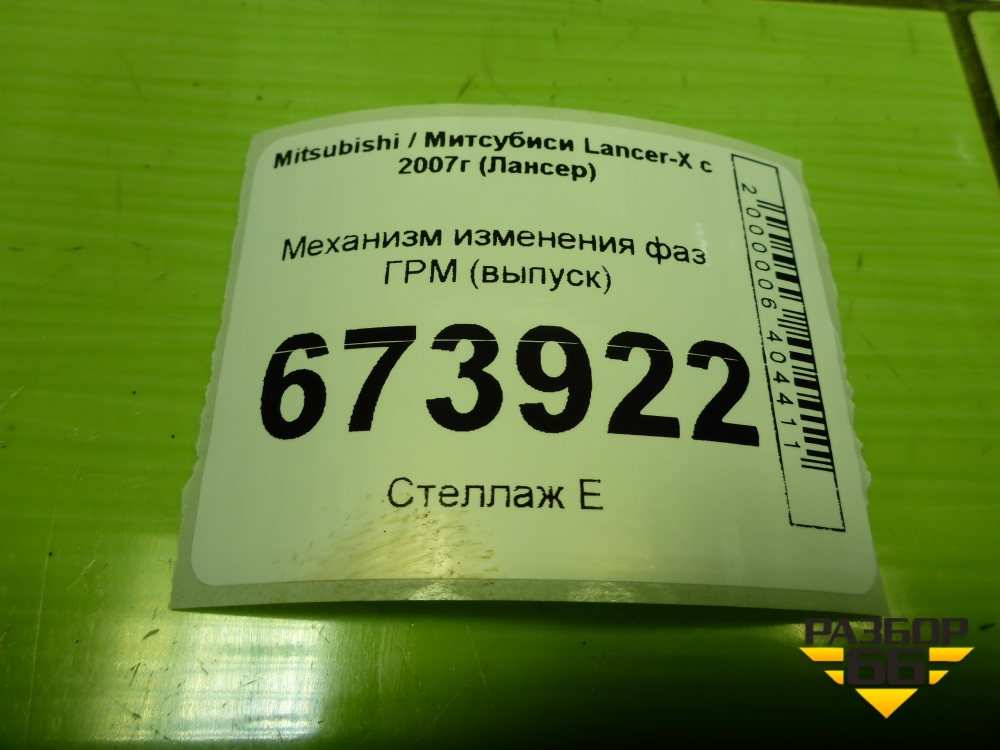 Mitsubishi / Митсубиси Lancer-X с
2007г (Лансер)
Механизм изменения фаз
ГРМ (выпуск)
673922
Стеллаж Е
2000006404411
РАЗБОР
66